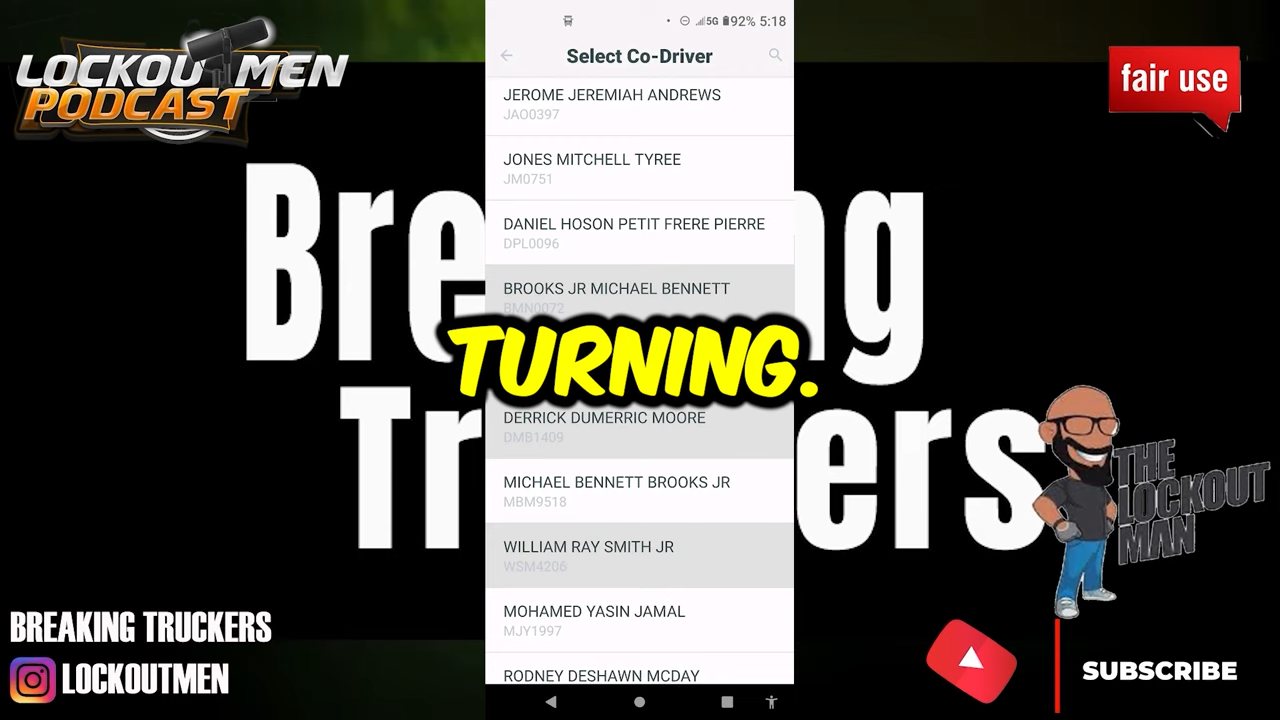 LOCKOUTMEN
PODCAST
5G 92% 5:18
Select Co-Driver
JEROME JEREMIAH ANDREWS
JAO0397
JONES MITCHELL TYREE
JM0751
DANIEL HOSON PETIT FRERE PIERRE
DPL0096
BROOKS JR MICHAEL BENNETT
BMN0072
TURNING.
DERRICK DUMERRIC MOORE
DMB1409
MICHAEL BENNETT BROOKS JR
MBM9518
WILLIAM RAY SMITH JR
WSM4206
MOHAMED YASIN JAMAL
MJY1997
RODNEY DESHAWN MCDAY
fair use
THE
LOCKOUT
MAN
BREAKING TRUCKERS
LOCKOUTMEN
SUBSCRIBE